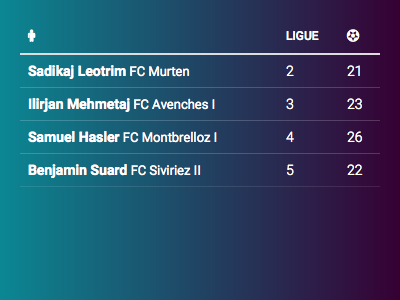 LIGUE
Sadikaj Leotrim FC Murten 2 21
Ilirjan Mehmetaj FC Avenches I 3 23
Samuel Hasler FC Montbrelloz I 4 26
Benjamin Suard FC Siviriez II 5 22